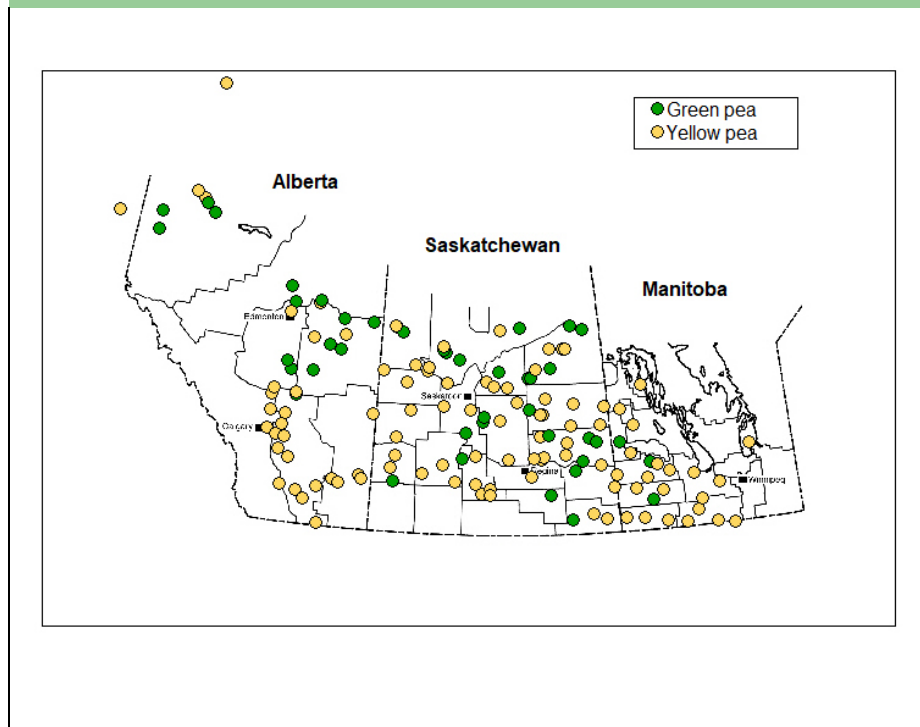 Green pea
Yellow pea
Alberta
Saskatchewan
Manitoba
Edmonton
Saskatoon
Calgary
Regina
Winnipeg